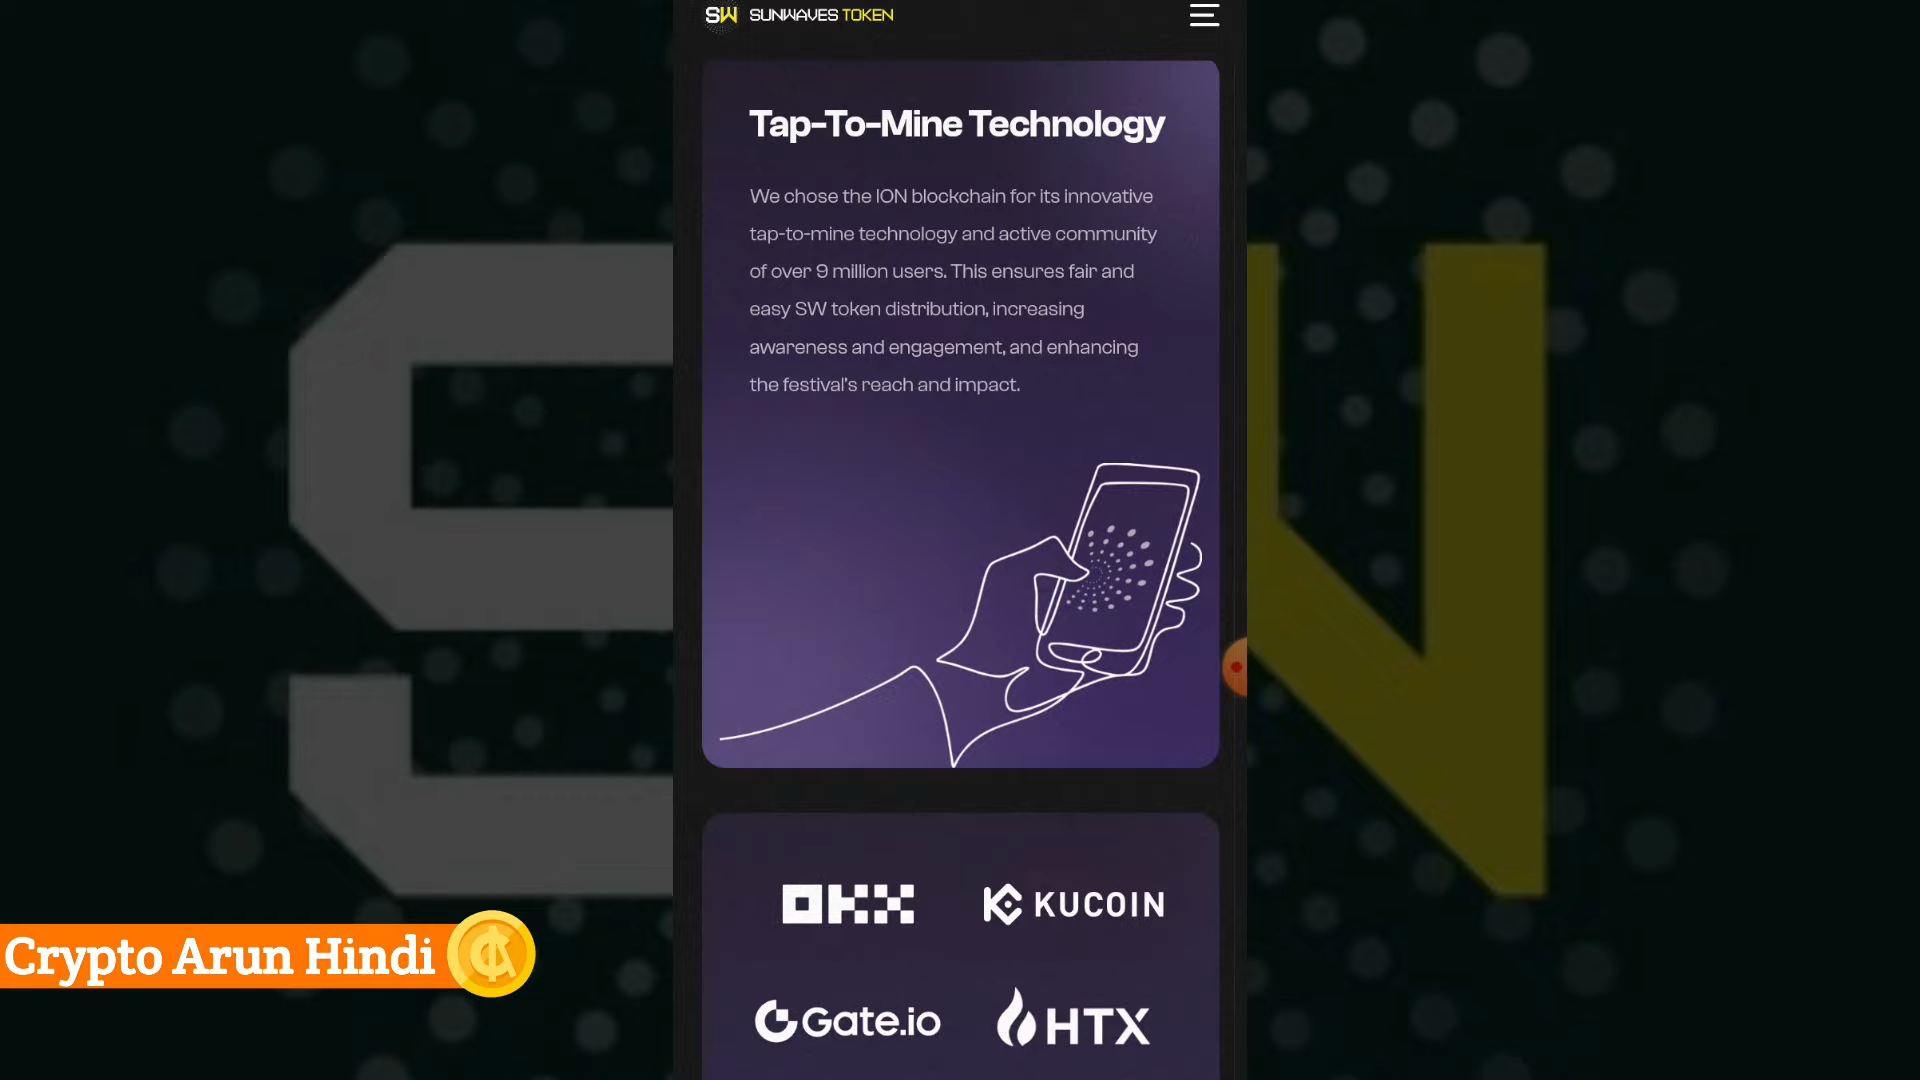 SW SUNWAVES TOKEN
Tap-To-Mine Technology
We chose the ION blockchain for its innovative
tap-to-mine technology and active community
of over 9 million users. This ensures fair and
easy SW token distribution, increasing
awareness and engagement, and enhancing
the festival's reach and impact.
OKX KUCOIN
Crypto Arun Hindi
Gate.io HTX